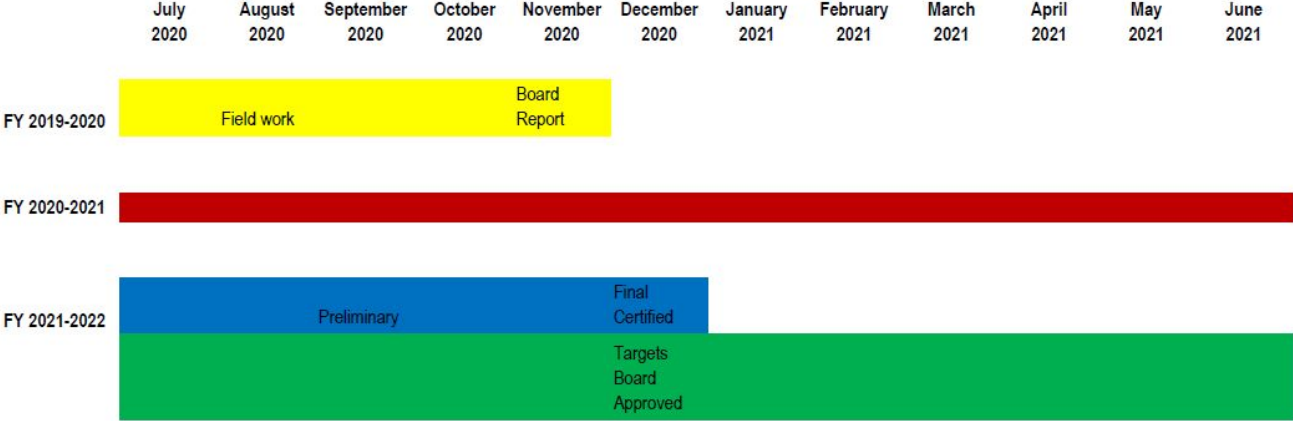 July August September October November December January February March April May June
2020 2020 2020 2020 2020 2020 2021 2021 2021 2021 2021 2021
Board
FY 2019-2020 Field work Report
FY 2020-2021
Final
FY 2021-2022 Preliminary Certified
Targets
Board
Approved